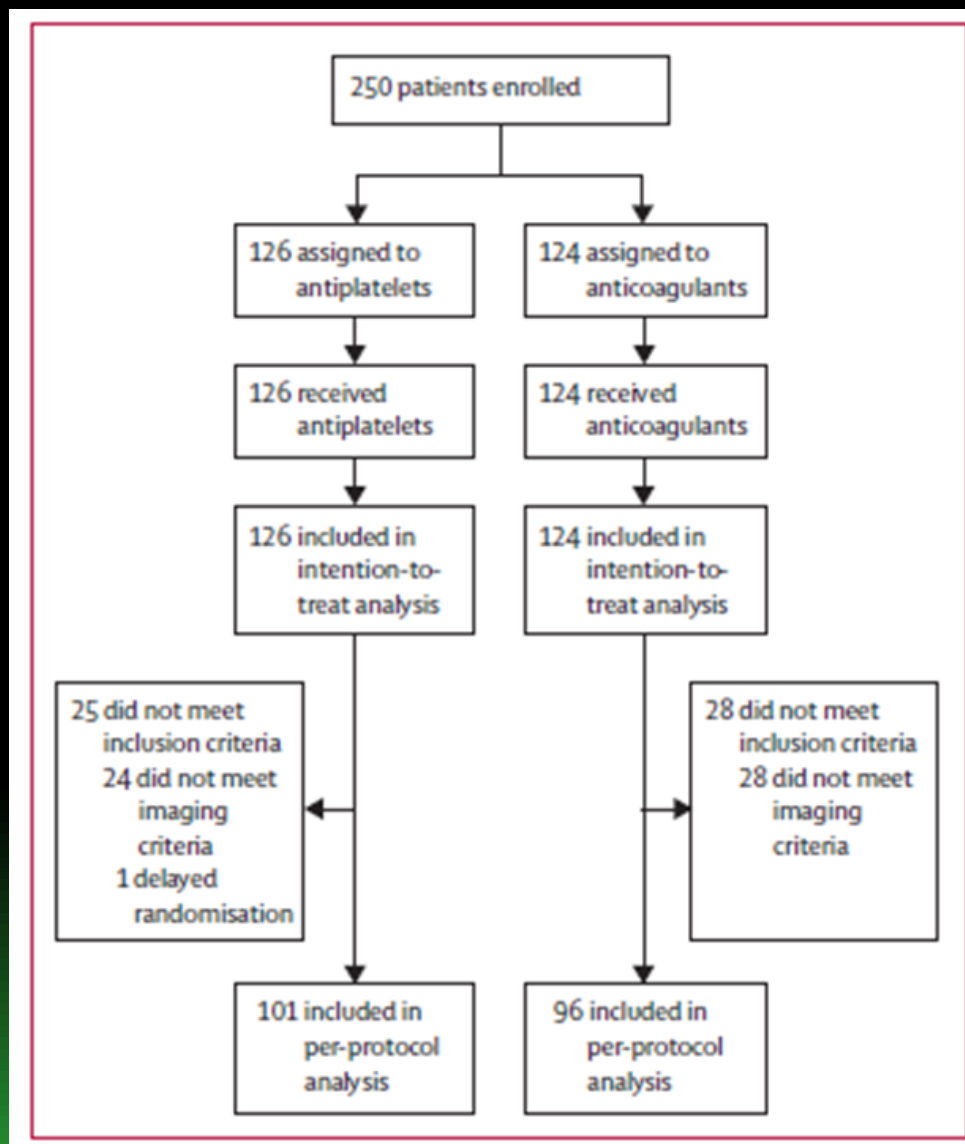 250 patients enrolled
126 assigned to
antiplatelets
124 assigned to
anticoagulants
126 received
antiplatelets
124 received
anticoagulants
126 included in
intention-to-
treat analysis
124 included in
intention-to-
treat analysis
25 did not meet
inclusion criteria
24 did not meet
imaging
criteria
1 delayed
randomisation
28 did not meet
inclusion criteria
28 did not meet
imaging
criteria
101 included in
per-protocol
analysis
96 included in
per-protocol
analysis